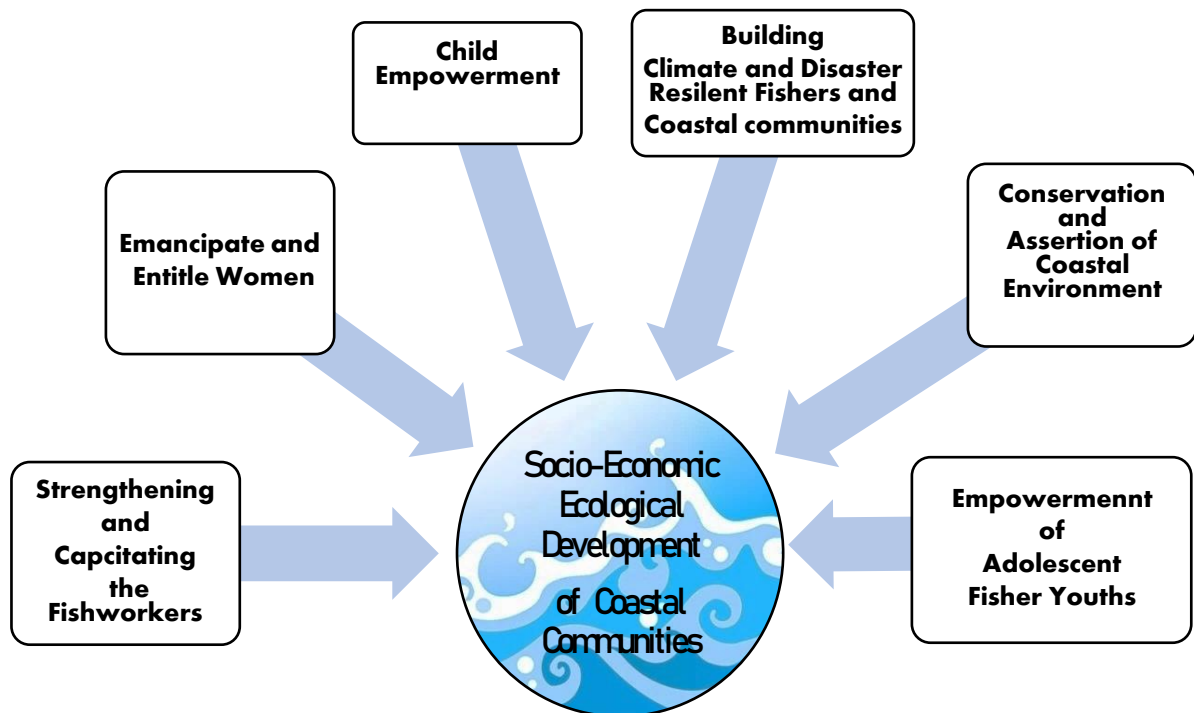 Child
Empowerment
Building
Climate and Disaster
Resilent Fishers and
Coastal communities
Emancipate and
Entitle Women
Conservation
and
Assertion of
Coastal
Environment
Strengthening
and
Capcitating
the
Fishworkers
Socio-Economic
Ecological
Development
of Coastal
Communities
Empowermennt
of
Adolescent
Fisher Youths